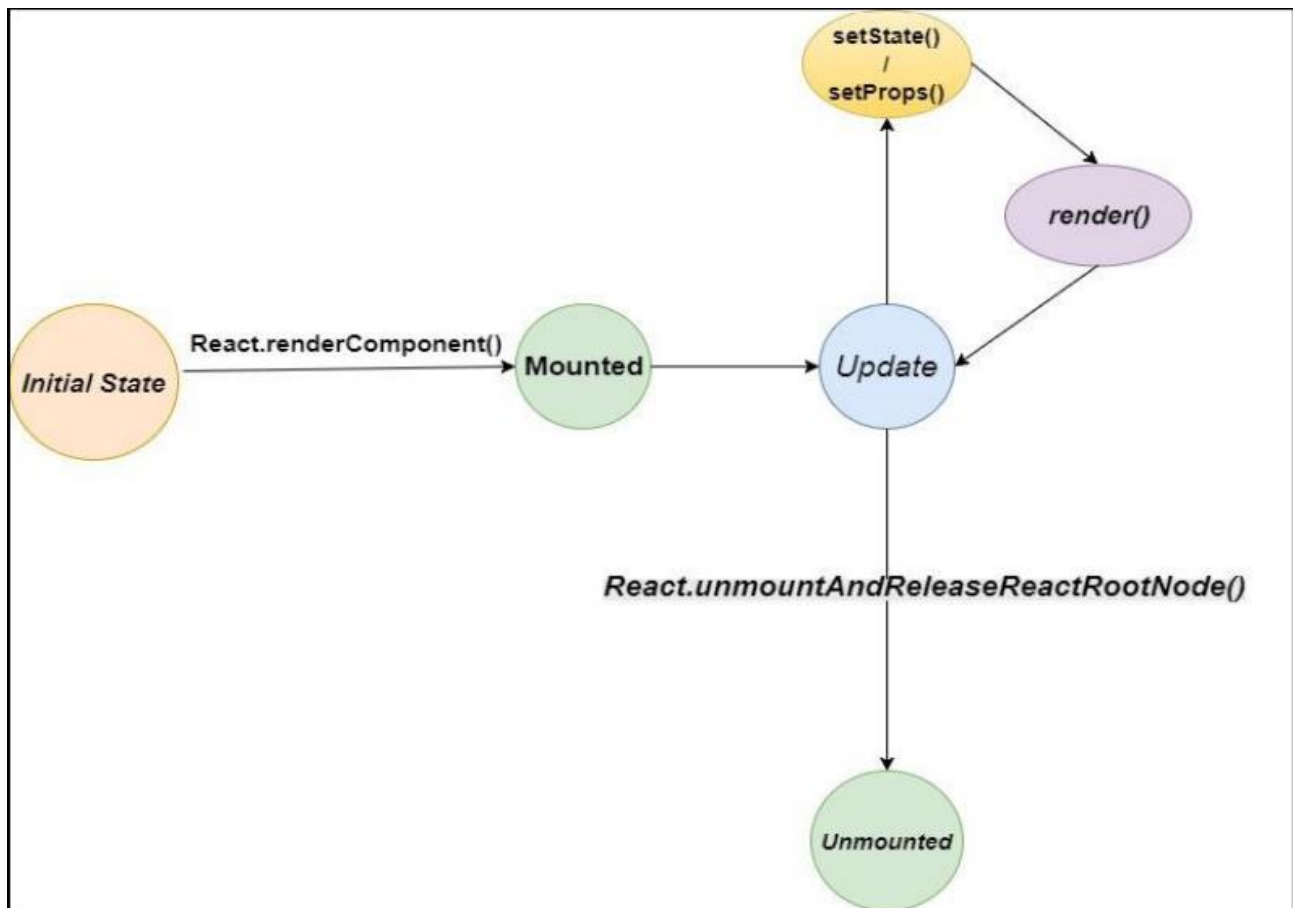 setState()
/
setProps()
render()
React.renderComponent()
Initial State
Mounted
Update
React.unmountAndReleaseReactRootNode()
Unmounted